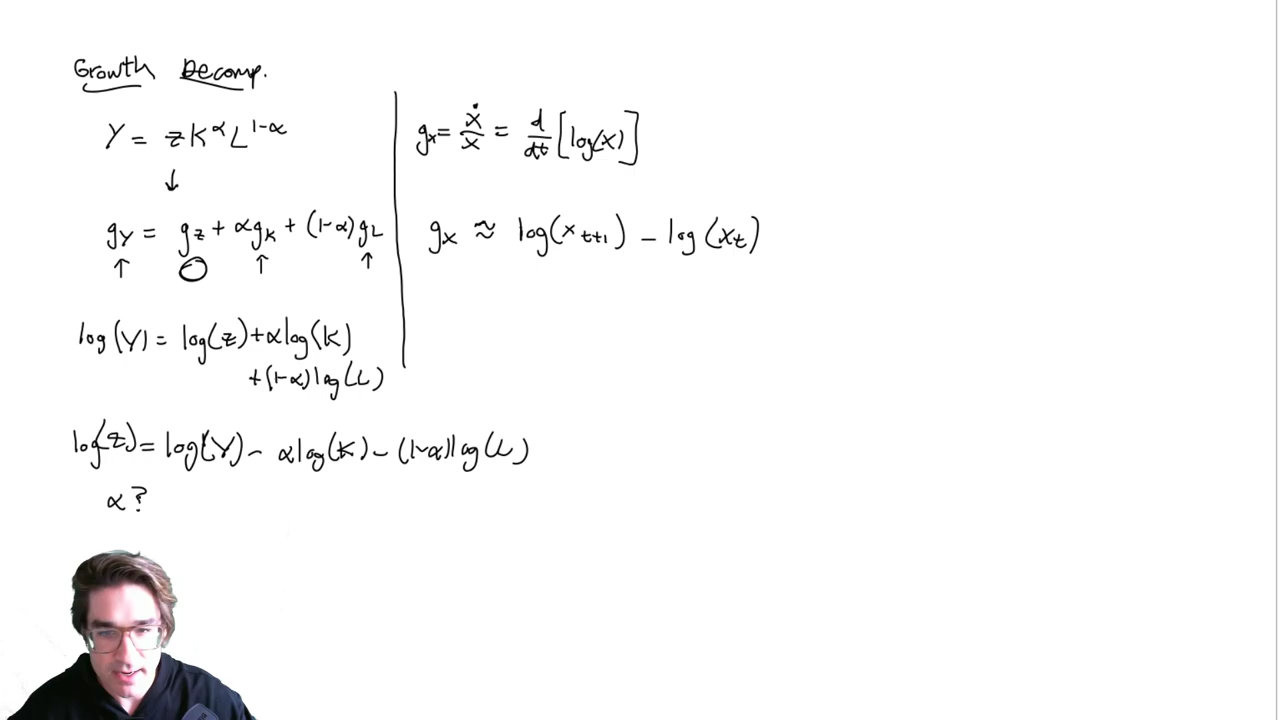 Growth Decomp.
Y = zK^α L^{1-α}
↓
g_Y = g_z + αg_K + (1-α)g_L
↑ ↑ ↑
log(Y) = log(z) + αlog(K)
+ (1-α)log(L)
log(z) = log(Y) - αlog(K) - (1-α)log(L)
α?
g_x = ẋ/x = d/dt [log(x)]
g_x ≈ log(x_{t+1}) - log(x_t)